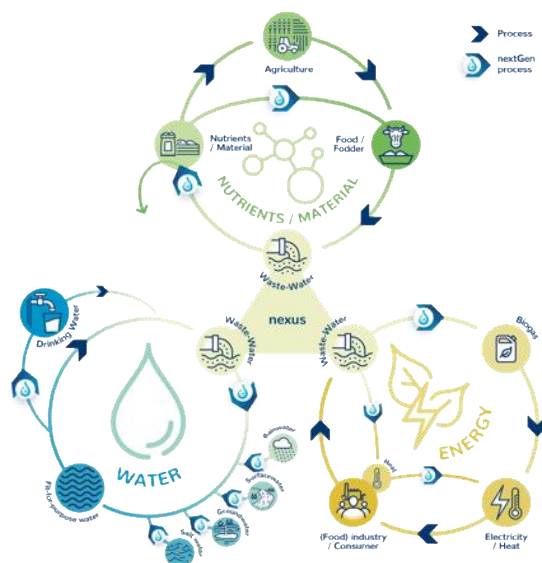 Process
nextGen
process
Agriculture
Nutrients
/ Material
Food /
Fodder
NUTRIENTS / MATERIAL
Waste-Water
nexus
Waste-Water
Waste-Water
Drinking Water
WATER
Fit-for-purpose water
Rainwater
Surfacewater
Groundwater
Salt water
Biogas
ENERGY
Heat
(Food) industry
/ Consumer
Electricity
/ Heat